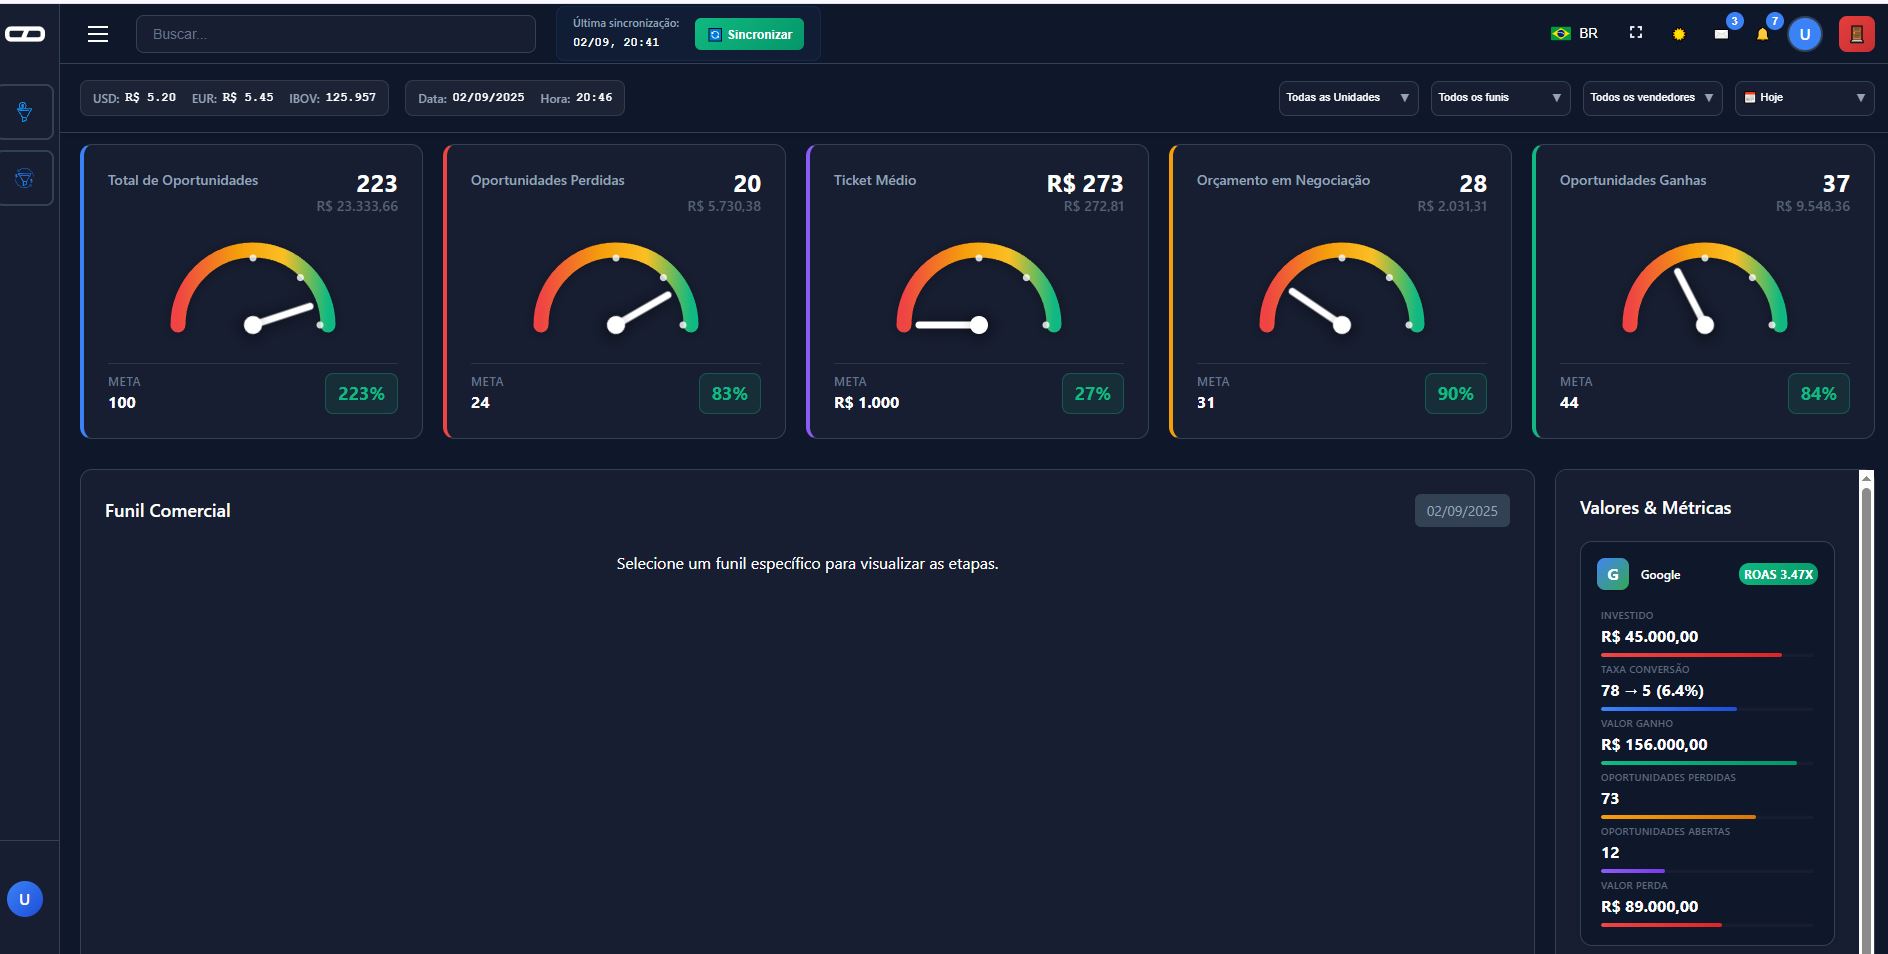 Buscar...
Última sincronização:
02/09, 20:41
Sincronizar
BR
3
7
U
USD: R$ 5.20 EUR: R$ 5.45 IBOV: 125.957
Data: 02/09/2025 Hora: 20:46
Todas as Unidades
Todos os funis
Todos os vendedores
Hoje
Total de Oportunidades
223
R$ 23.333,66
META
100
223%
Oportunidades Perdidas
20
R$ 5.730,38
META
24
83%
Ticket Médio
R$ 273
R$ 272,81
META
R$ 1.000
27%
Orçamento em Negociação
28
R$ 2.031,31
META
31
90%
Oportunidades Ganhas
37
R$ 9.548,36
META
44
84%
Funil Comercial
02/09/2025
Selecione um funil específico para visualizar as etapas.
Valores & Métricas
G
Google
ROAS 3.47X
INVESTIDO
R$ 45.000,00
TAXA CONVERSÃO
78 → 5 (6.4%)
VALOR GANHO
R$ 156.000,00
OPORTUNIDADES PERDIDAS
73
OPORTUNIDADES ABERTAS
12
VALOR PERDA
R$ 89.000,00
U